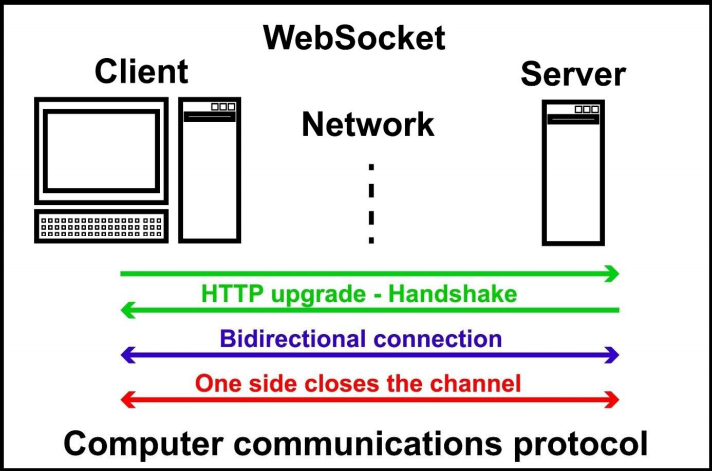 WebSocket
Client
Server
Network
HTTP upgrade - Handshake
Bidirectional connection
One side closes the channel
Computer communications protocol